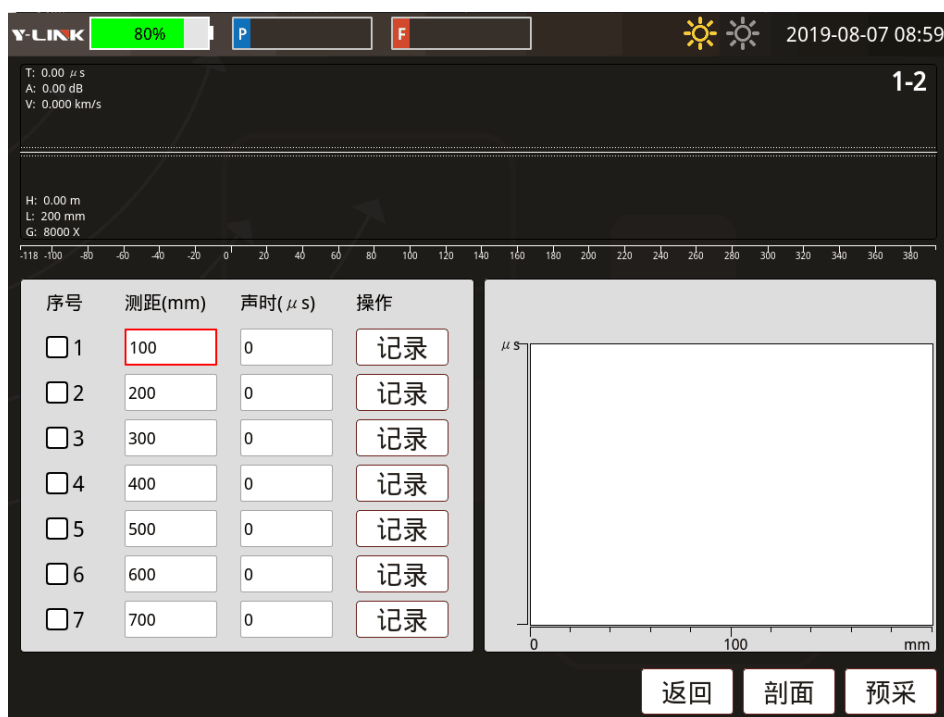 Y-LINK 80% P F 2019-08-07 08:59
T: 0.00 μs
A: 0.00 dB
V: 0.000 km/s
1-2
H: 0.00 m
L: 200 mm
G: 8000 X
-118 -100 -80 -60 -40 -20 0 20 40 60 80 100 120 140 160 180 200 220 240 260 280 300 320 340 360 380
序号 测距(mm) 声时(μs) 操作
1 100 0 记录
2 200 0 记录
3 300 0 记录
4 400 0 记录
5 500 0 记录
6 600 0 记录
7 700 0 记录
μs
0 100 mm
返回 剖面 预采